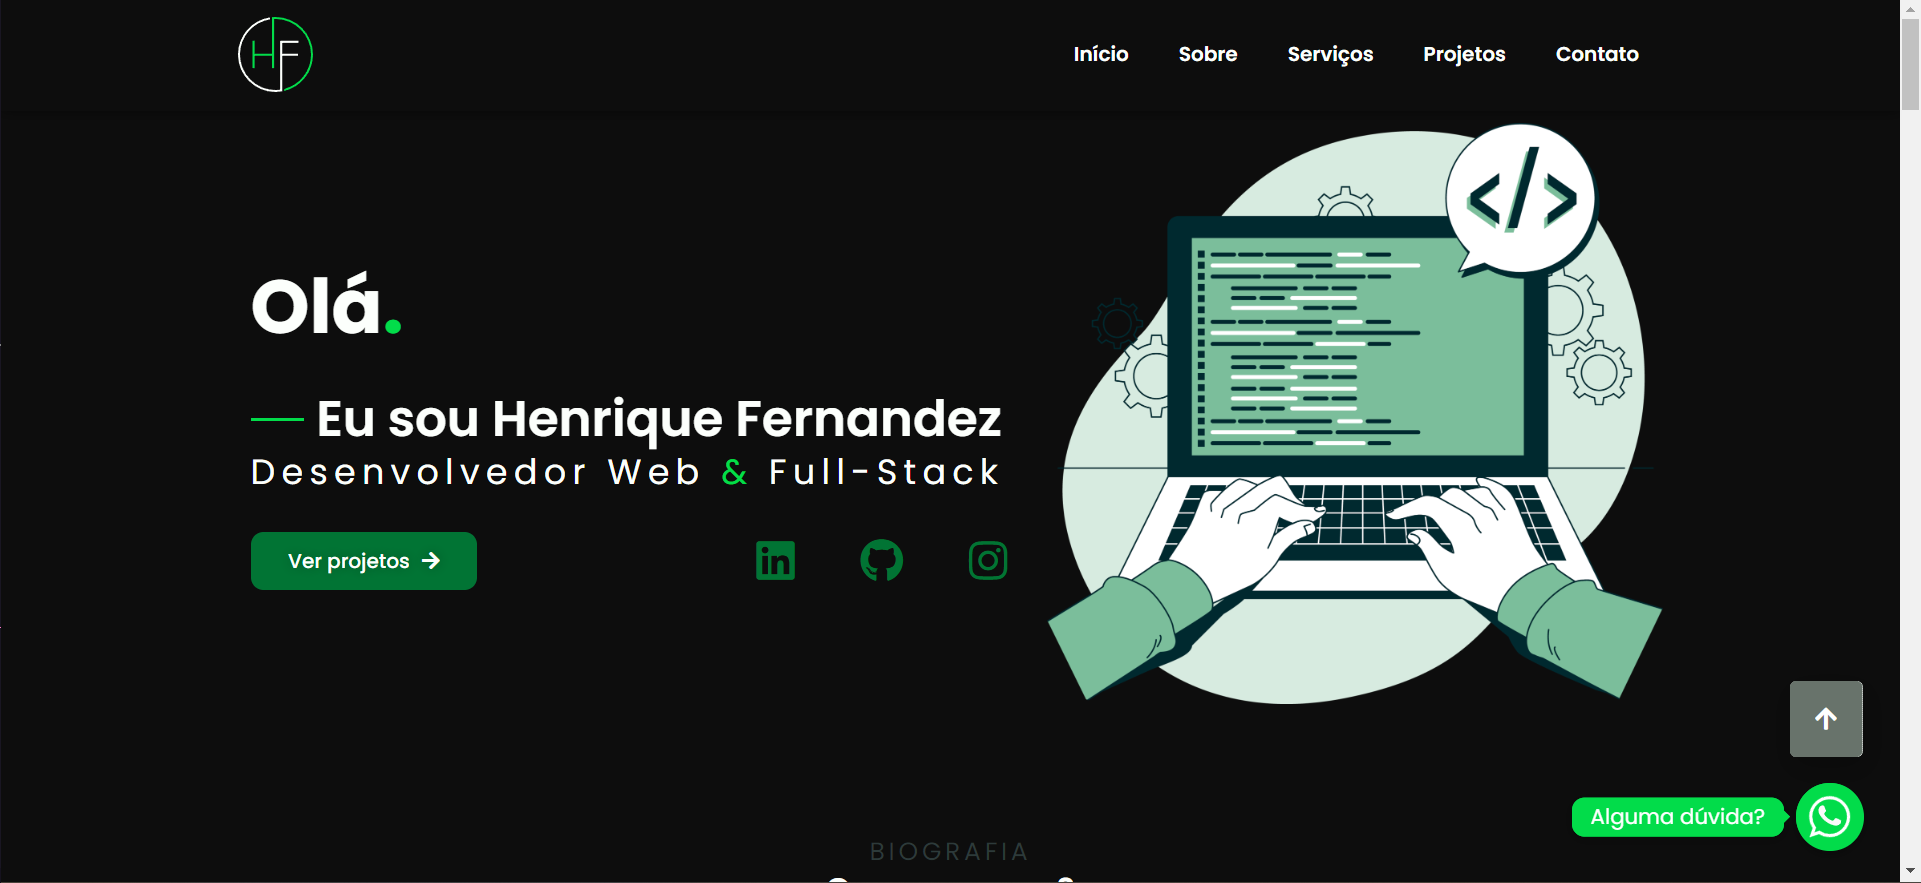 HF
Início Sobre Serviços Projetos Contato
</>
Olá.
Eu sou Henrique Fernandez
Desenvolvedor Web & Full-Stack
Ver projetos
Alguma dúvida?
BIOGRAFIA